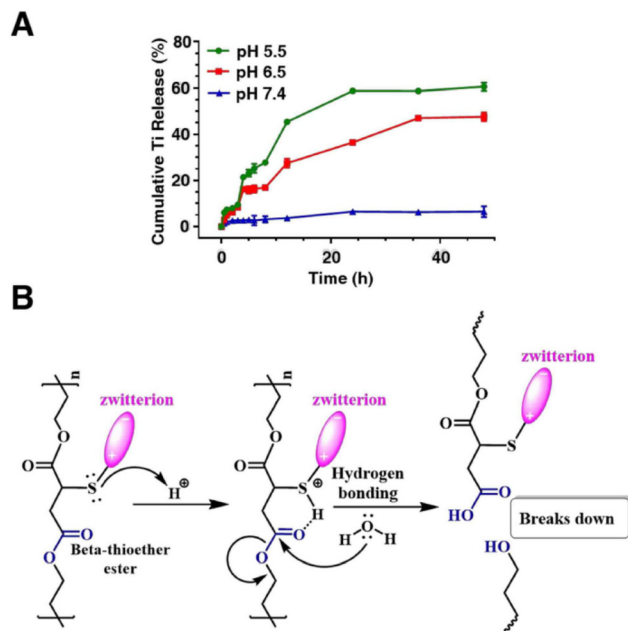 A
80
60
40
20
0
Cumulative Ti Release (%)
pH 5.5
pH 6.5
pH 7.4
0 20 40
Time (h)
B
n
zwitterion
O
O
S
H⊕
O
O
Beta-thioether
ester
n
zwitterion
O
O
S⊕
H
O
O
Hydrogen
bonding
H O H
zwitterion
O
O
S
O
HO
HO
Breaks down